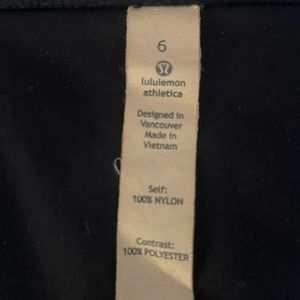 6
lululemon
athletica
Designed in
Vancouver
Made in
Vietnam
Self:
100% NYLON
Contrast:
100% POLYESTER